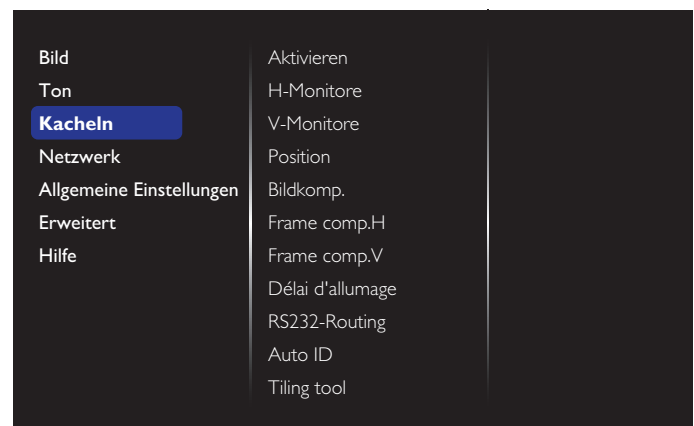 Bild
Ton
Kacheln
Netzwerk
Allgemeine Einstellungen
Erweitert
Hilfe
Aktivieren
H-Monitore
V-Monitore
Position
Bildkomp.
Frame comp.H
Frame comp.V
Délai d'allumage
RS232-Routing
Auto ID
Tiling tool